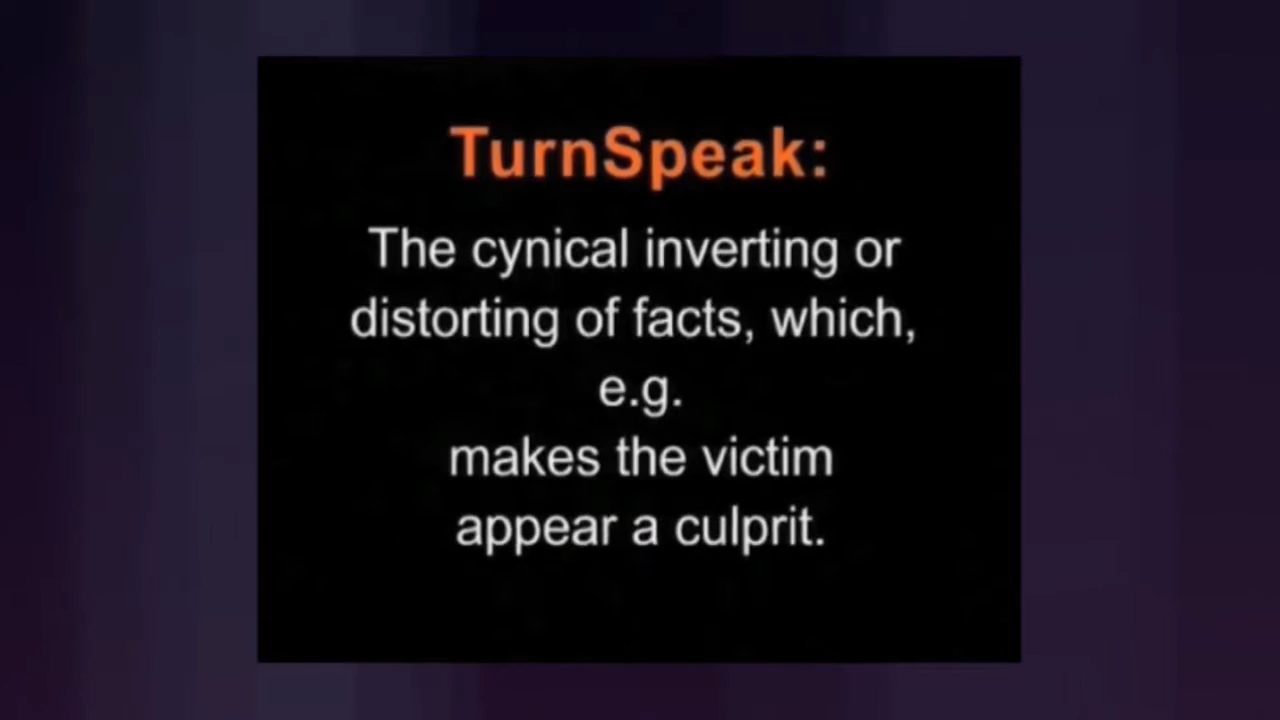 TurnSpeak:
The cynical inverting or
distorting of facts, which,
e.g.
makes the victim
appear a culprit.